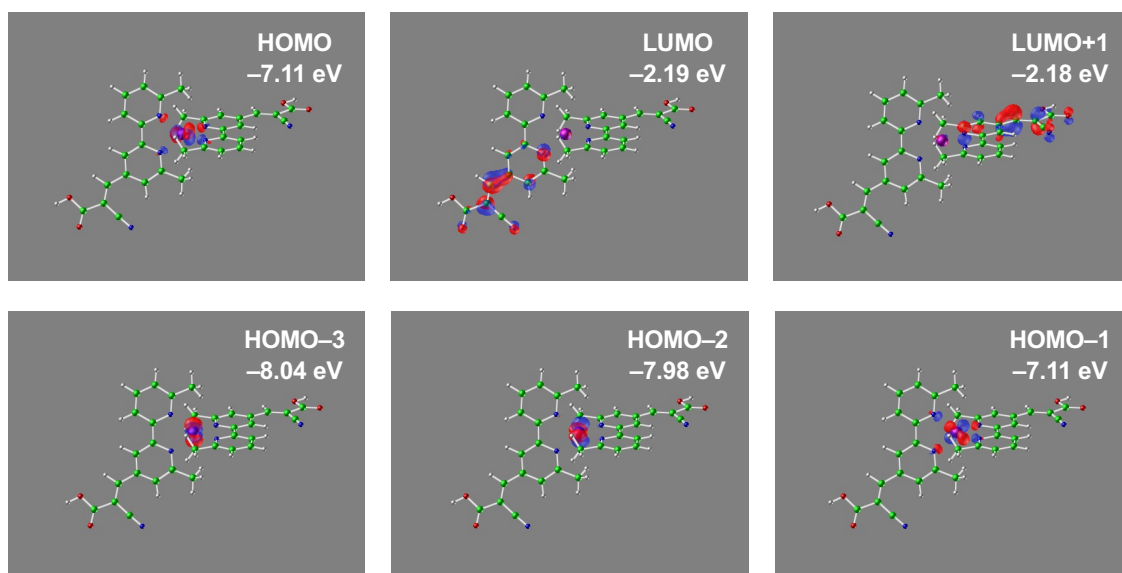 HOMO
–7.11 eV
LUMO
–2.19 eV
LUMO+1
–2.18 eV
HOMO–3
–8.04 eV
HOMO–2
–7.98 eV
HOMO–1
–7.11 eV